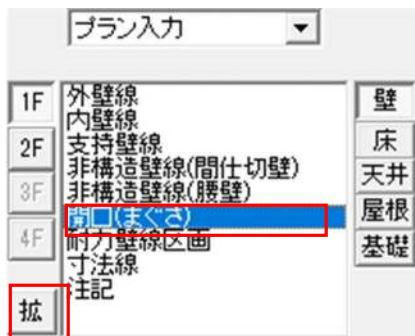 プラン入力
1F
2F
3F
4F
拡
外壁線
内壁線
支持壁線
非構造壁線(間仕切壁)
非構造壁線(腰壁)
開口(まぐさ)
耐力壁線区画
寸法線
注記
壁
床
天井
屋根
基礎